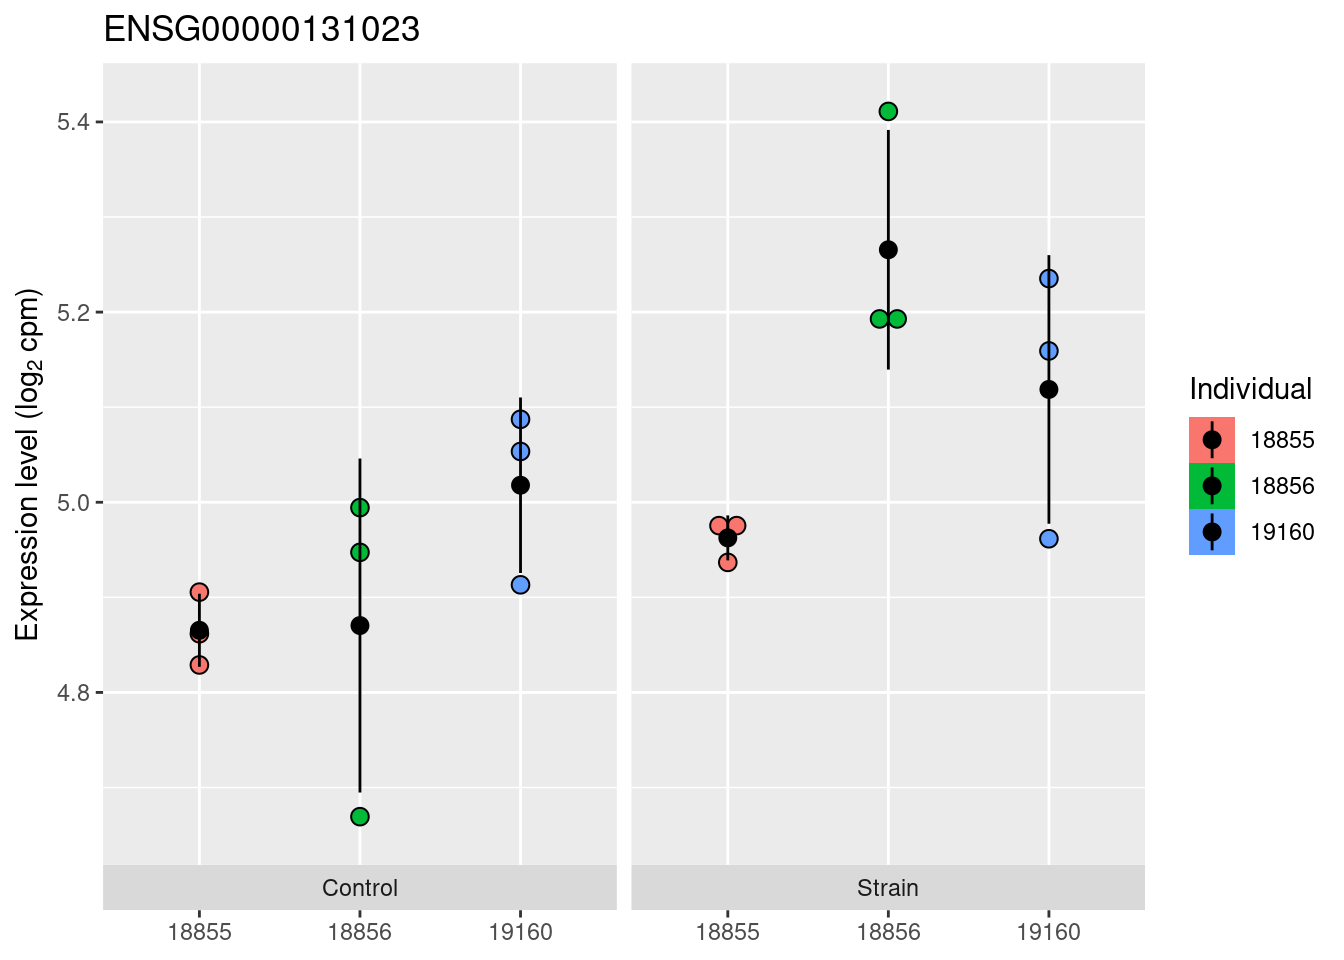 ENSG00000131023
Expression level (log₂ cpm)
5.4
5.2
5.0
4.8
Control
Strain
18855
18856
19160
18855
18856
19160
Individual
18855
18856
19160